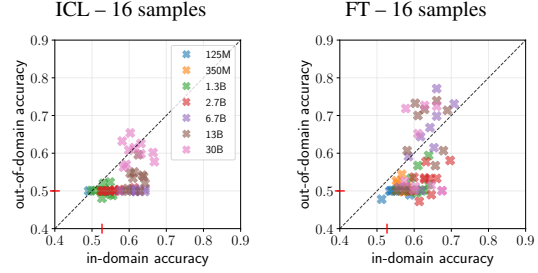 ICL – 16 samples
FT – 16 samples
0.9
0.8
0.7
0.6
0.5
0.4
out-of-domain accuracy
125M
350M
1.3B
2.7B
6.7B
13B
30B
0.4 0.5 0.6 0.7 0.8 0.9
in-domain accuracy
0.9
0.8
0.7
0.6
0.5
0.4
out-of-domain accuracy
0.4 0.5 0.6 0.7 0.8 0.9
in-domain accuracy